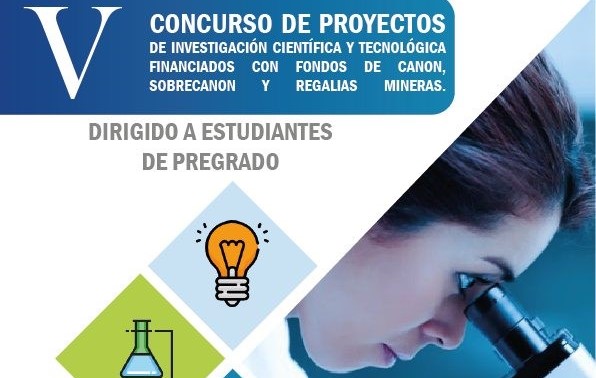 V
CONCURSO DE PROYECTOS
DE INVESTIGACIÓN CIENTÍFICA Y TECNOLÓGICA
FINANCIADOS CON FONDOS DE CANON,
SOBRECANON Y REGALIAS MINERAS.
DIRIGIDO A ESTUDIANTES
DE PREGRADO